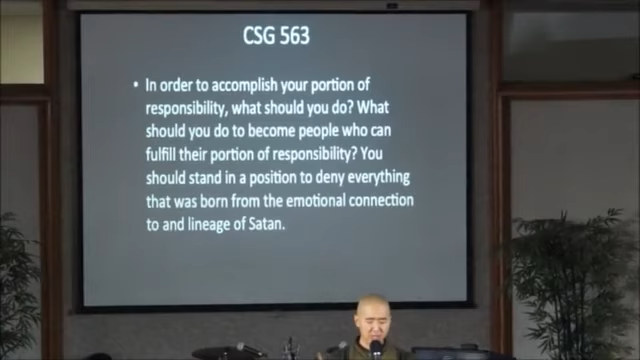 CSG 563
• In order to accomplish your portion of
responsibility, what should you do? What
should you do to become people who can
fulfill their portion of responsibility? You
should stand in a position to deny everything
that was born from the emotional connection
to and lineage of Satan.